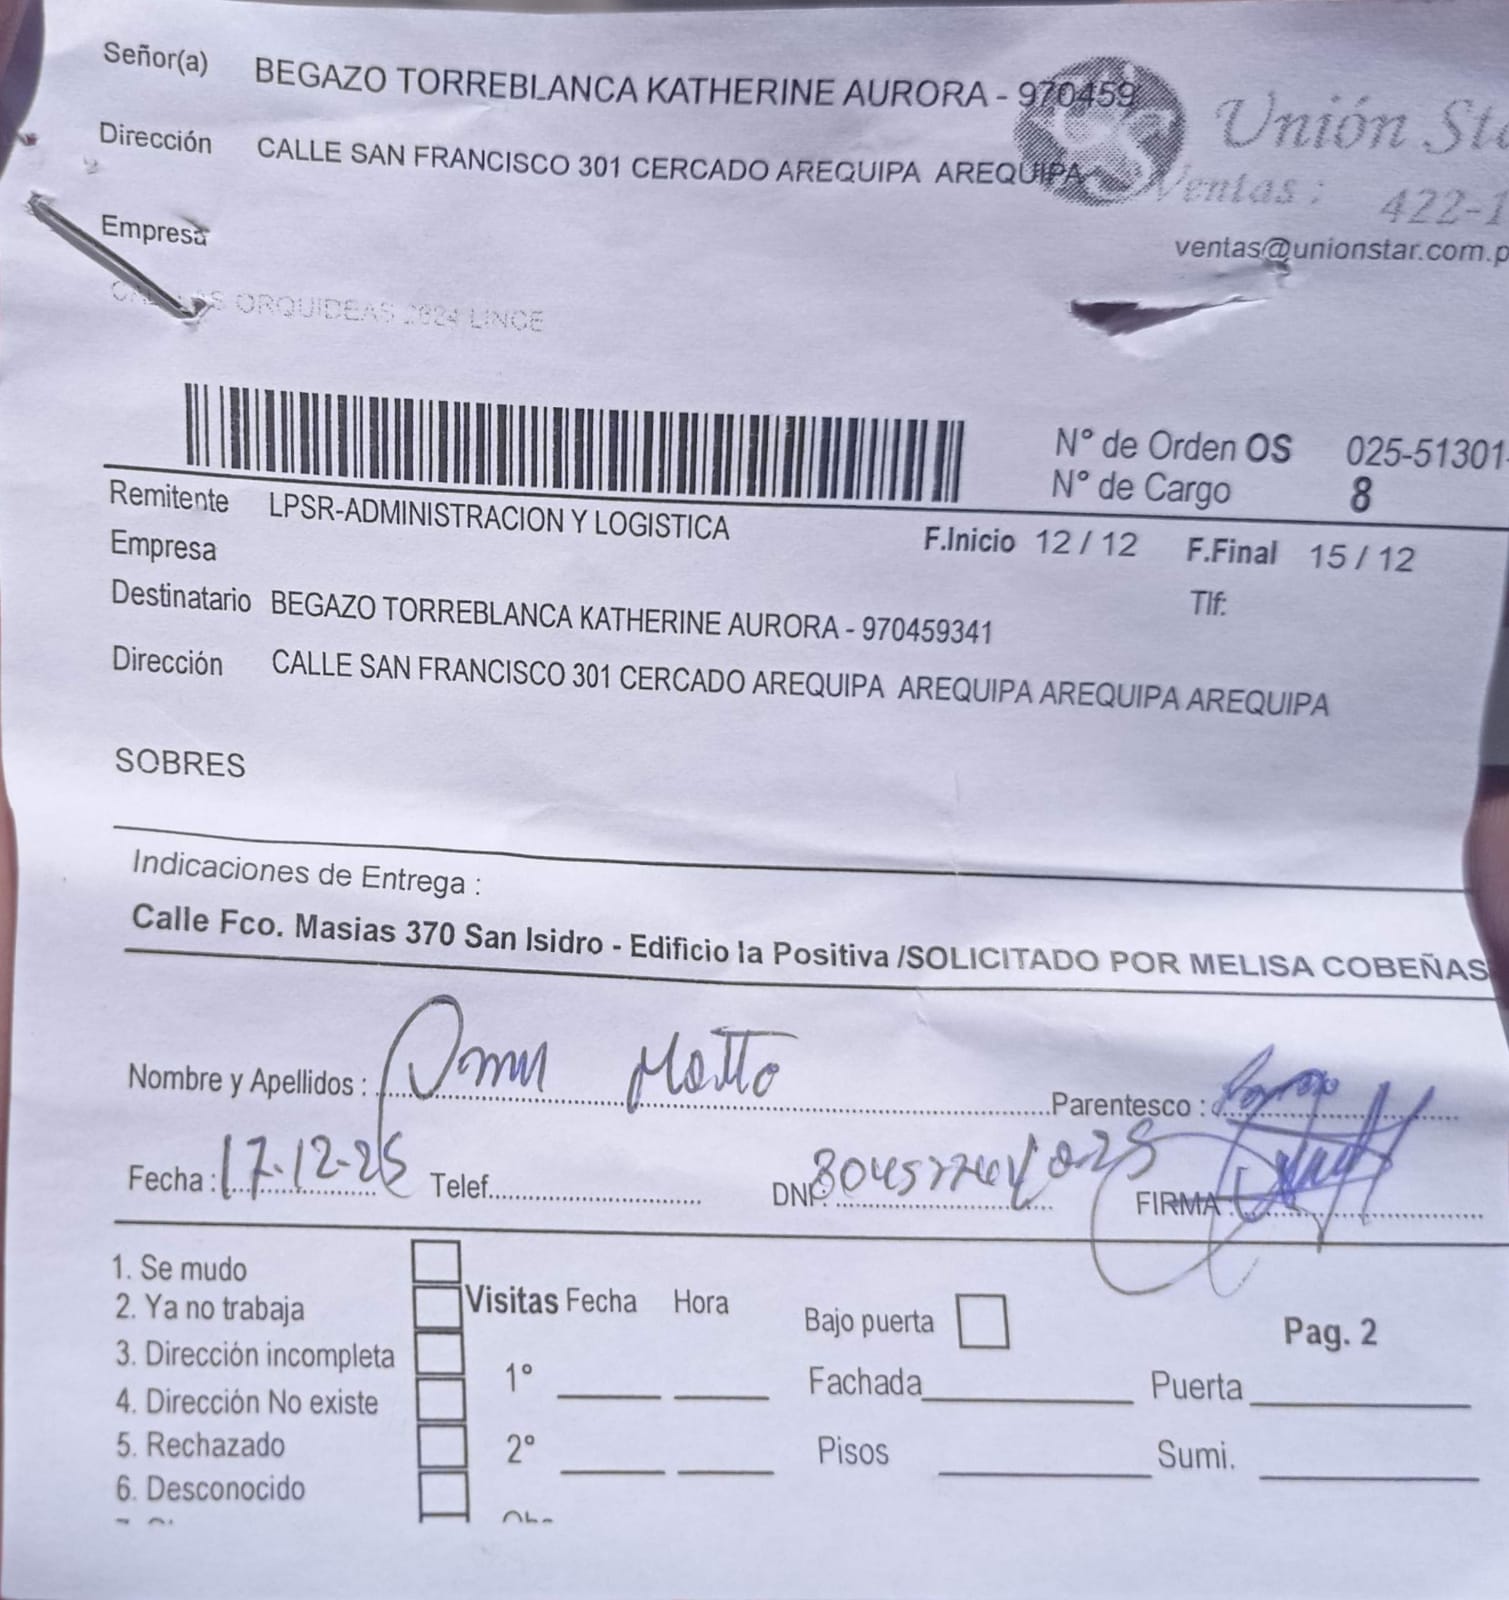 Señor(a) BEGAZO TORREBLANCA KATHERINE AURORA - 970459
Unión St
Dirección CALLE SAN FRANCISCO 301 CERCADO AREQUIPA AREQUIPA
Ventas : 422-1
Empresa
ventas@unionstar.com.p
ORQUIDEAS LINCE
Nº de Orden OS 025-51301
Nº de Cargo 8
Remitente LPSR-ADMINISTRACION Y LOGISTICA
F.Inicio 12 / 12 F.Final 15 / 12
Empresa
Tlf:
Destinatario BEGAZO TORREBLANCA KATHERINE AURORA - 970459341
Dirección CALLE SAN FRANCISCO 301 CERCADO AREQUIPA AREQUIPA AREQUIPA AREQUIPA
SOBRES
Indicaciones de Entrega :
Calle Fco. Masias 370 San Isidro - Edificio la Positiva /SOLICITADO POR MELISA COBEÑAS
Nombre y Apellidos : Parentesco :
Fecha : 17-12-25 Telef. DNI: FIRMA :
1. Se mudo
2. Ya no trabaja
3. Dirección incompleta
4. Dirección No existe
5. Rechazado
6. Desconocido
Visitas Fecha Hora
1º
2º
Bajo puerta
Pag. 2
Fachada Puerta
Pisos Sumi.